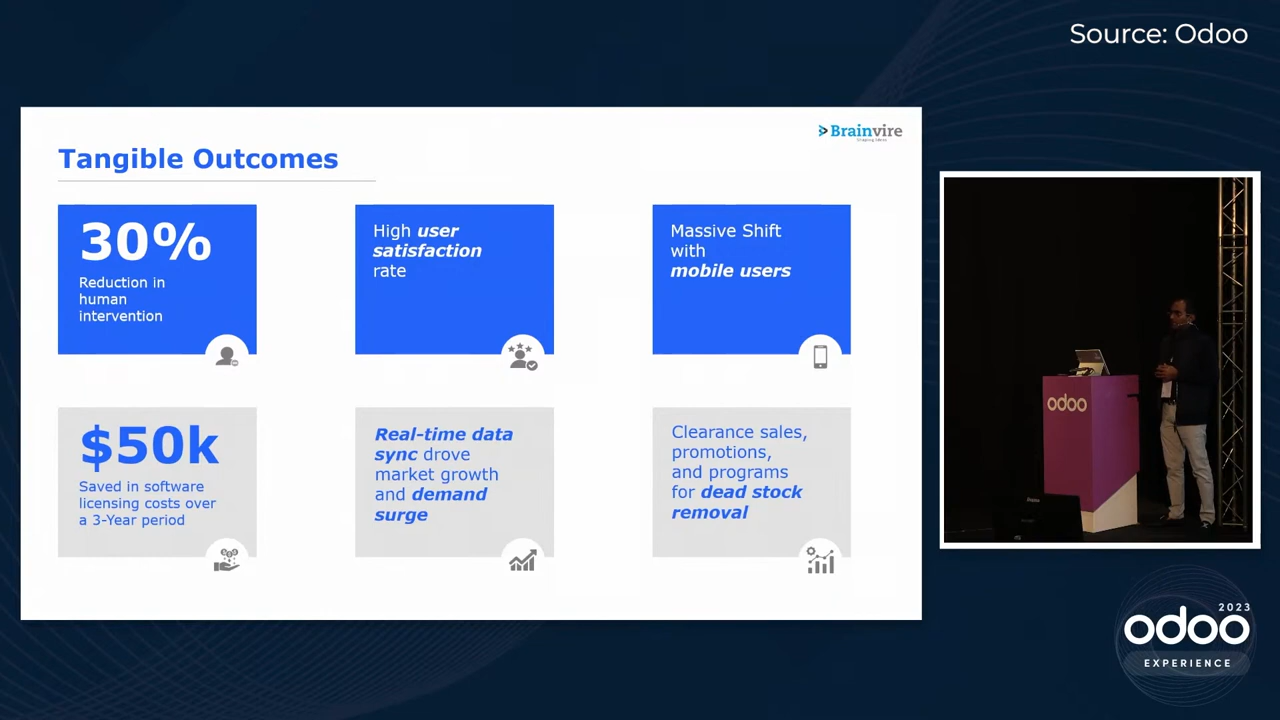 Source: Odoo
Brainvire
Tangible Outcomes
30%
Reduction in
human
intervention
High user
satisfaction
rate
Massive Shift
with
mobile users
$50k
Saved in software
licensing costs over
a 3-Year period
Real-time data
sync drove
market growth
and demand
surge
Clearance sales,
promotions,
and programs
for dead stock
removal
odoo
2023
odoo
EXPERIENCE